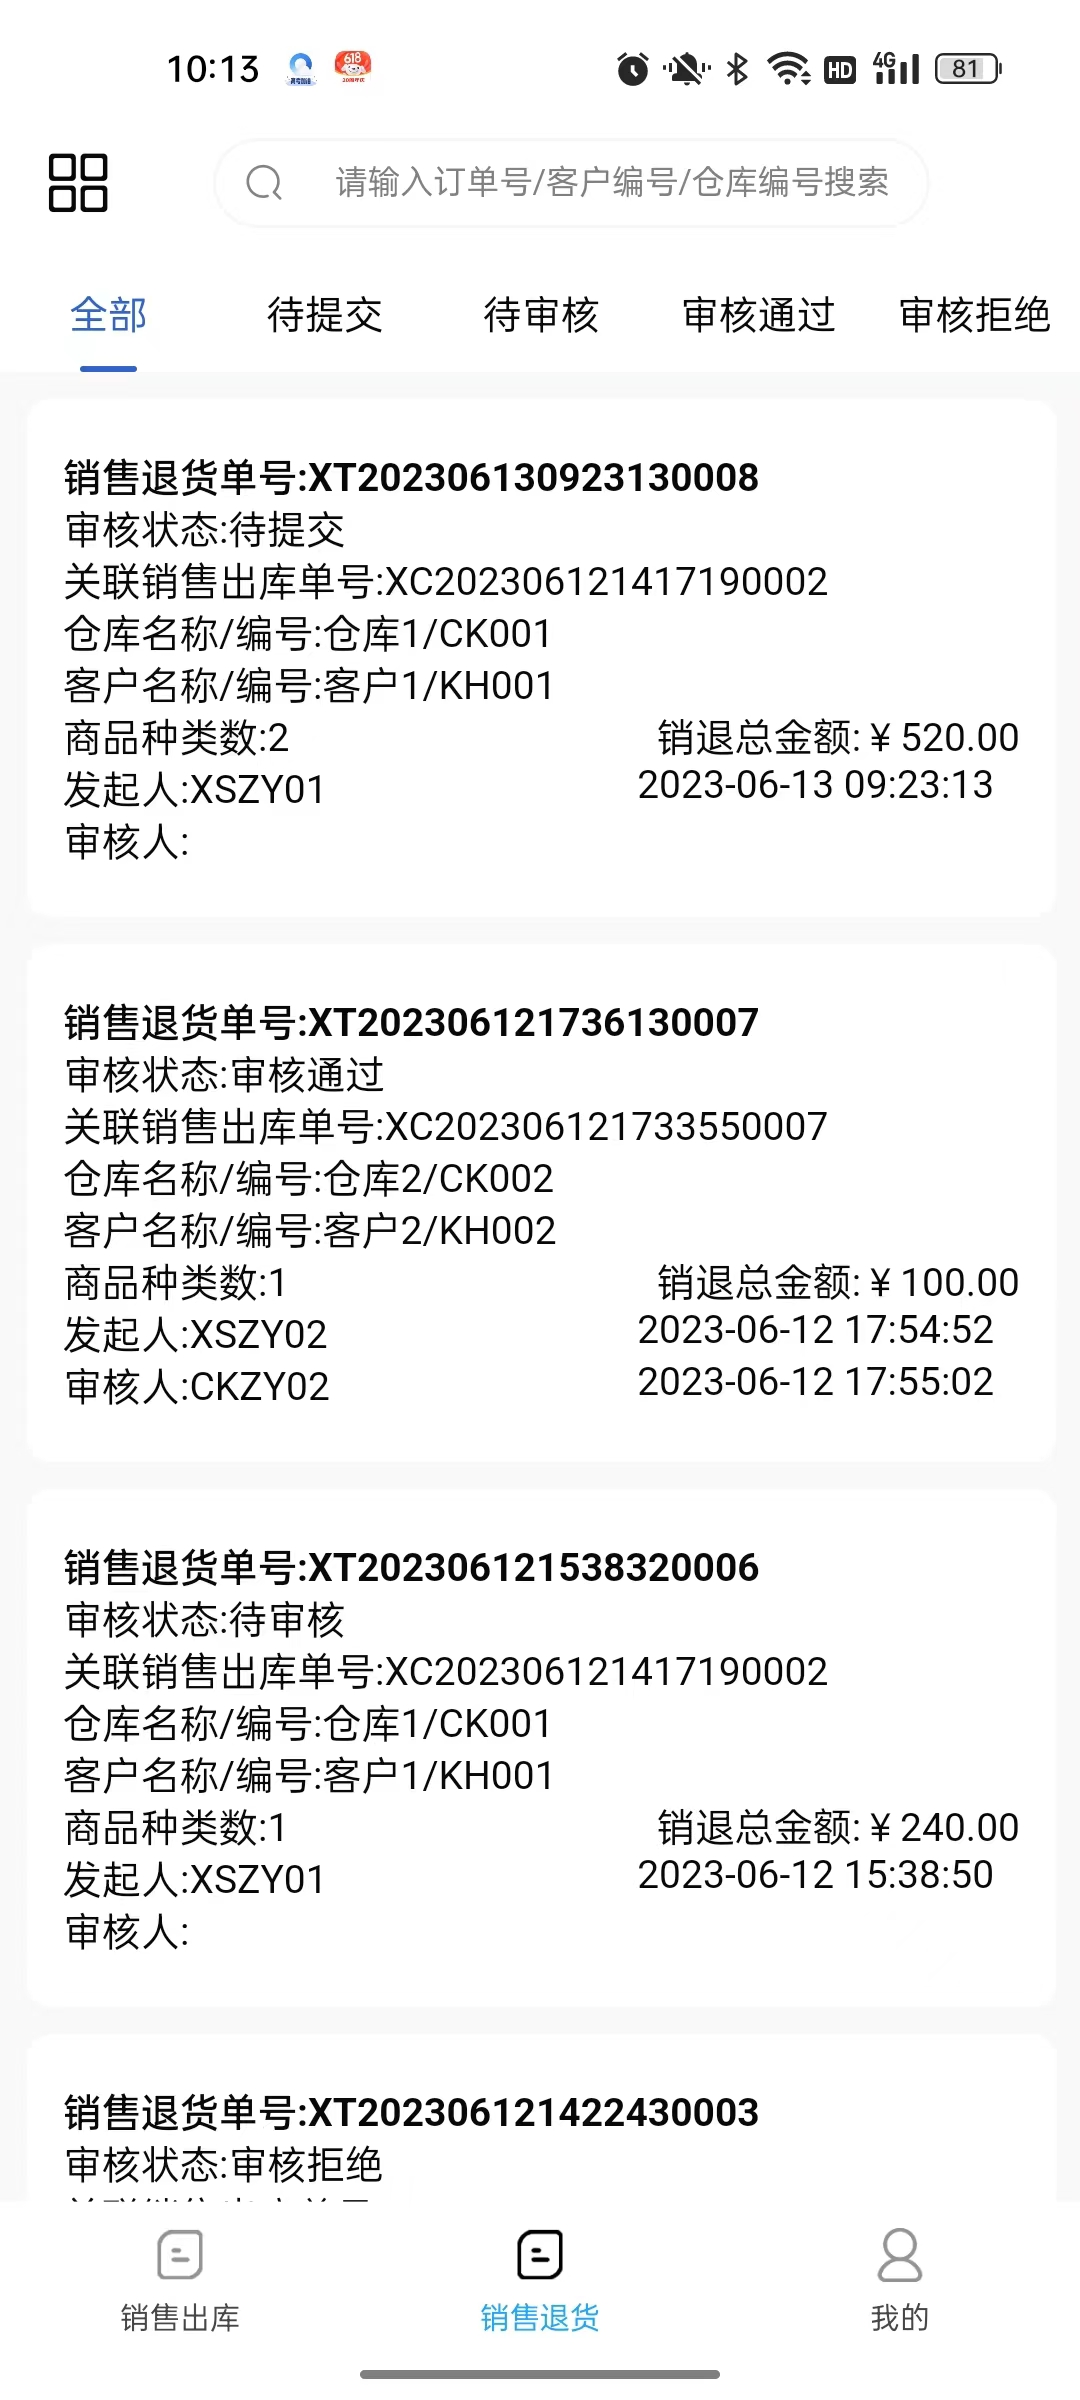 10:13
HD
4G
81
请输入订单号/客户编号/仓库编号搜索
全部 待提交 待审核 审核通过 审核拒绝
销售退货单号:XT202306130923130008
审核状态:待提交
关联销售出库单号:XC202306121417190002
仓库名称/编号:仓库1/CK001
客户名称/编号:客户1/KH001
商品种类数:2 销退总金额:¥ 520.00
发起人:XSZY01 2023-06-13 09:23:13
审核人:
销售退货单号:XT202306121736130007
审核状态:审核通过
关联销售出库单号:XC202306121733550007
仓库名称/编号:仓库2/CK002
客户名称/编号:客户2/KH002
商品种类数:1 销退总金额:¥ 100.00
发起人:XSZY02 2023-06-12 17:54:52
审核人:CKZY02 2023-06-12 17:55:02
销售退货单号:XT202306121538320006
审核状态:待审核
关联销售出库单号:XC202306121417190002
仓库名称/编号:仓库1/CK001
客户名称/编号:客户1/KH001
商品种类数:1 销退总金额:¥ 240.00
发起人:XSZY01 2023-06-12 15:38:50
审核人:
销售退货单号:XT202306121422430003
审核状态:审核拒绝
销售出库 销售退货 我的